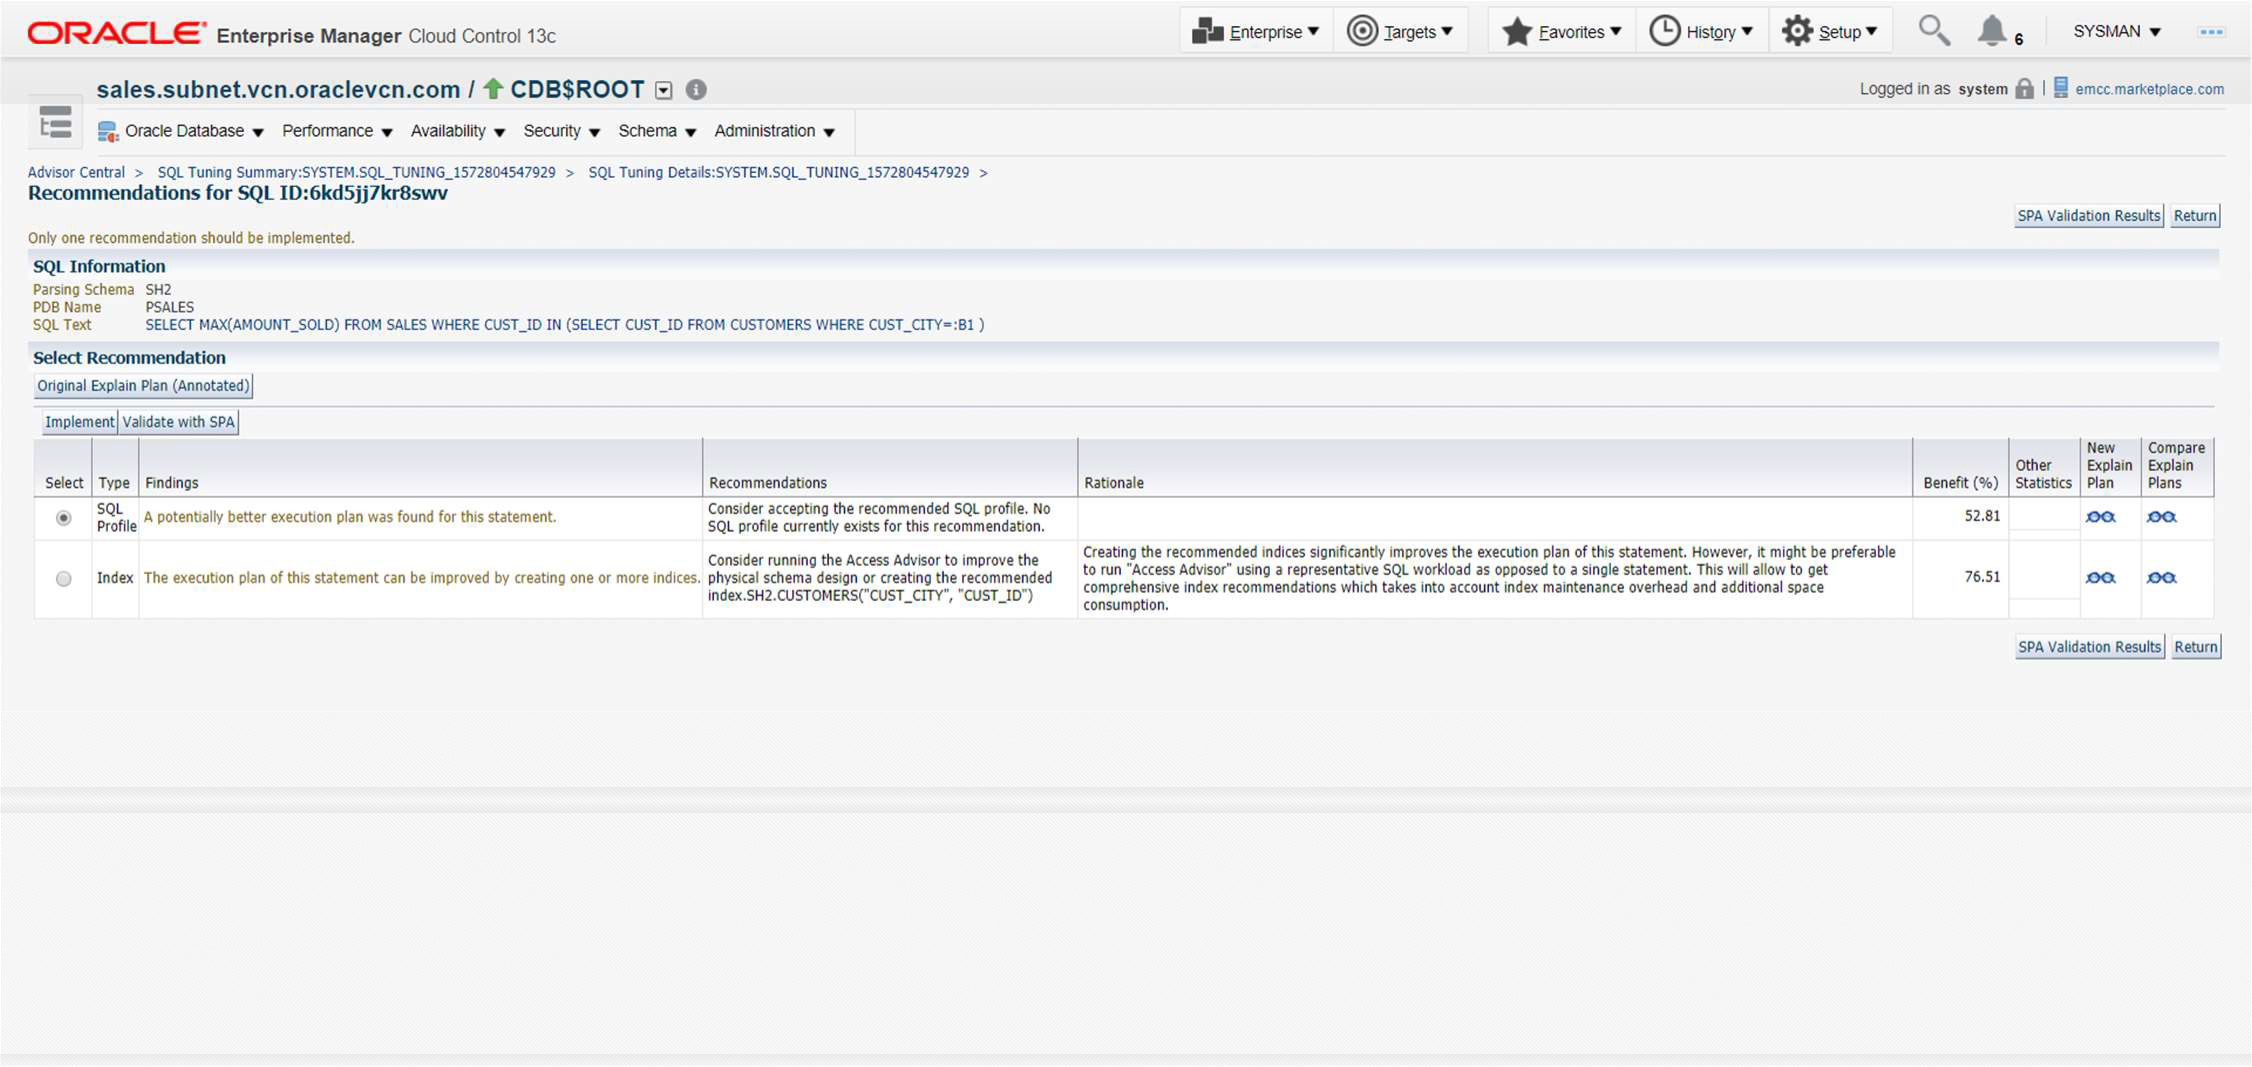 ORACLE Enterprise Manager Cloud Control 13c
Enterprise Targets Favorites History Setup 6 SYSMAN
sales.subnet.vcn.oraclevcn.com / CDB$ROOT
Logged in as system emcc.marketplace.com
Oracle Database Performance Availability Security Schema Administration
Advisor Central > SQL Tuning Summary:SYSTEM.SQL_TUNING_1572804547929 > SQL Tuning Details:SYSTEM.SQL_TUNING_1572804547929 >
Recommendations for SQL ID:6kd5jj7kr8swv
SPA Validation Results Return
Only one recommendation should be implemented.
SQL Information
Parsing Schema SH2
PDB Name PSALES
SQL Text SELECT MAX(AMOUNT_SOLD) FROM SALES WHERE CUST_ID IN (SELECT CUST_ID FROM CUSTOMERS WHERE CUST_CITY=:B1 )
Select Recommendation
Original Explain Plan (Annotated)
Implement Validate with SPA
Select
Type
Findings
Recommendations
Rationale
Benefit (%)
Other
Statistics
New
Explain
Plan
Compare
Explain
Plans
SQL
Profile
A potentially better execution plan was found for this statement.
Consider accepting the recommended SQL profile. No
SQL profile currently exists for this recommendation.
52.81
Index
The execution plan of this statement can be improved by creating one or more indices.
Consider running the Access Advisor to improve the
physical schema design or creating the recommended
index.SH2.CUSTOMERS("CUST_CITY", "CUST_ID")
Creating the recommended indices significantly improves the execution plan of this statement. However, it might be preferable
to run "Access Advisor" using a representative SQL workload as opposed to a single statement. This will allow to get
comprehensive index recommendations which takes into account index maintenance overhead and additional space
consumption.
76.51
SPA Validation Results Return